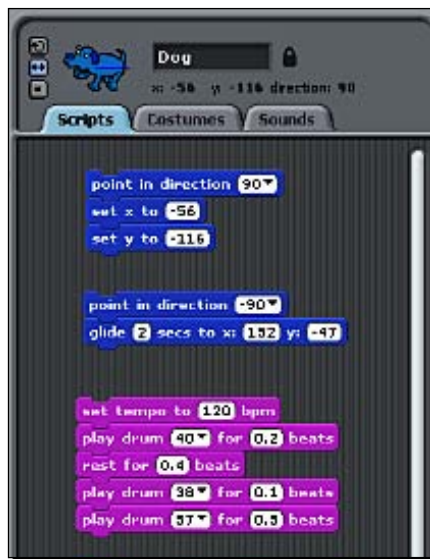 Dog
x: -56 y: -116 direction: 90
Scripts Costumes Sounds
point in direction 90
set x to -56
set y to -116
point in direction -90
glide 2 secs to x: 152 y: -47
set tempo to 120 bpm
play drum 40 for 0.2 beats
rest for 0.4 beats
play drum 38 for 0.1 beats
play drum 57 for 0.5 beats